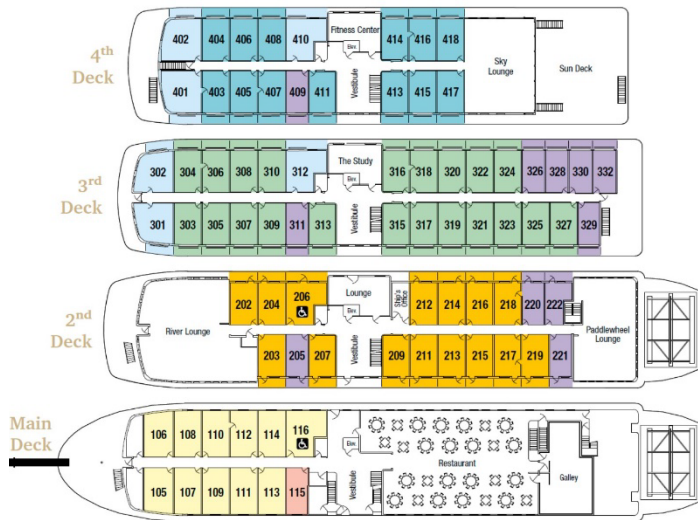 4th
Deck
402 404 406 408 410
Fitness Center
Elev.
414 416 418
Sky
Lounge
Sun Deck
401 403 405 407 409 411
Vestibule
413 415 417
3rd
Deck
302 304 306 308 310 312
The Study
Elev.
316 318 320 322 324 326 328 330 332
301 303 305 307 309 311 313
Vestibule
315 317 319 321 323 325 327 329
2nd
Deck
River Lounge
202 204 206
Lounge
Elev.
Ship's
Office
212 214 216 218 220 222
Paddlewheel
Lounge
203 205 207
Vestibule
209 211 213 215 217 219 221
Main
Deck
106 108 110 112 114 116
Elev.
Restaurant
Galley
105 107 109 111 113 115
Vestibule